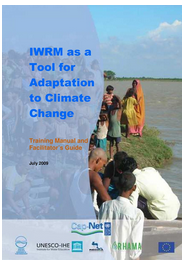 IWRM as a
Tool for
Adaptation
to Climate
Change
Training Manual and
Facilitator's Guide
July 2009
Cap-Net
UNESCO-IHE
RHAMA